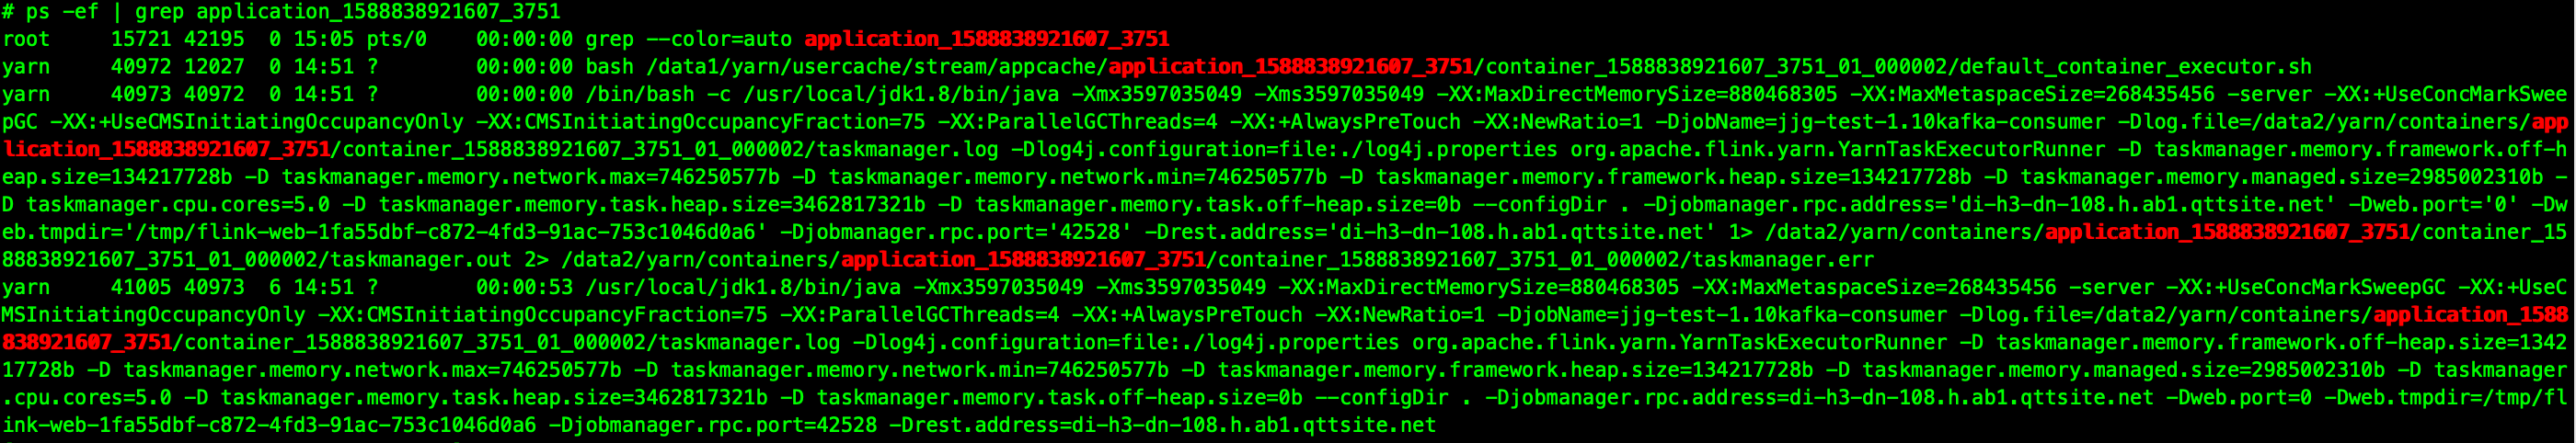 # ps -ef | grep application_1588838921607_3751
root     15721 42195  0 15:05 pts/0    00:00:00 grep --color=auto application_1588838921607_3751
yarn     40972 12027  0 14:51 ?        00:00:00 bash /data1/yarn/usercache/stream/appcache/application_1588838921607_3751/container_1588838921607_3751_01_000002/default_container_executor.sh
yarn     40973 40972  0 14:51 ?        00:00:00 /bin/bash -c /usr/local/jdk1.8/bin/java -Xmx3597035049 -Xms3597035049 -XX:MaxDirectMemorySize=880468305 -XX:MaxMetaspaceSize=268435456 -server -XX:+UseConcMarkSwee
pGC -XX:+UseCMSInitiatingOccupancyOnly -XX:CMSInitiatingOccupancyFraction=75 -XX:ParallelGCThreads=4 -XX:+AlwaysPreTouch -XX:NewRatio=1 -DjobName=jjg-test-1.10kafka-consumer -Dlog.file=/data2/yarn/containers/app
lication_1588838921607_3751/container_1588838921607_3751_01_000002/taskmanager.log -Dlog4j.configuration=file:./log4j.properties org.apache.flink.yarn.YarnTaskExecutorRunner -D taskmanager.memory.framework.off-h
eap.size=134217728b -D taskmanager.memory.network.max=746250577b -D taskmanager.memory.network.min=746250577b -D taskmanager.memory.framework.heap.size=134217728b -D taskmanager.memory.managed.size=2985002310b -
D taskmanager.cpu.cores=5.0 -D taskmanager.memory.task.heap.size=3462817321b -D taskmanager.memory.task.off-heap.size=0b --configDir . -Djobmanager.rpc.address='di-h3-dn-108.h.ab1.qttsite.net' -Dweb.port='0' -Dw
eb.tmpdir='/tmp/flink-web-1fa55dbf-c872-4fd3-91ac-753c1046d0a6' -Djobmanager.rpc.port='42528' -Drest.address='di-h3-dn-108.h.ab1.qttsite.net' 1> /data2/yarn/containers/application_1588838921607_3751/container_15
88838921607_3751_01_000002/taskmanager.out 2> /data2/yarn/containers/application_1588838921607_3751/container_1588838921607_3751_01_000002/taskmanager.err
yarn     41005 40973  6 14:51 ?        00:00:53 /usr/local/jdk1.8/bin/java -Xmx3597035049 -Xms3597035049 -XX:MaxDirectMemorySize=880468305 -XX:MaxMetaspaceSize=268435456 -server -XX:+UseConcMarkSweepGC -XX:+UseC
MSInitiatingOccupancyOnly -XX:CMSInitiatingOccupancyFraction=75 -XX:ParallelGCThreads=4 -XX:+AlwaysPreTouch -XX:NewRatio=1 -DjobName=jjg-test-1.10kafka-consumer -Dlog.file=/data2/yarn/containers/application_1588
838921607_3751/container_1588838921607_3751_01_000002/taskmanager.log -Dlog4j.configuration=file:./log4j.properties org.apache.flink.yarn.YarnTaskExecutorRunner -D taskmanager.memory.framework.off-heap.size=1342
17728b -D taskmanager.memory.network.max=746250577b -D taskmanager.memory.network.min=746250577b -D taskmanager.memory.framework.heap.size=134217728b -D taskmanager.memory.managed.size=2985002310b -D taskmanager
.cpu.cores=5.0 -D taskmanager.memory.task.heap.size=3462817321b -D taskmanager.memory.task.off-heap.size=0b --configDir . -Djobmanager.rpc.address=di-h3-dn-108.h.ab1.qttsite.net -Dweb.port=0 -Dweb.tmpdir=/tmp/fl
ink-web-1fa55dbf-c872-4fd3-91ac-753c1046d0a6 -Djobmanager.rpc.port=42528 -Drest.address=di-h3-dn-108.h.ab1.qttsite.net